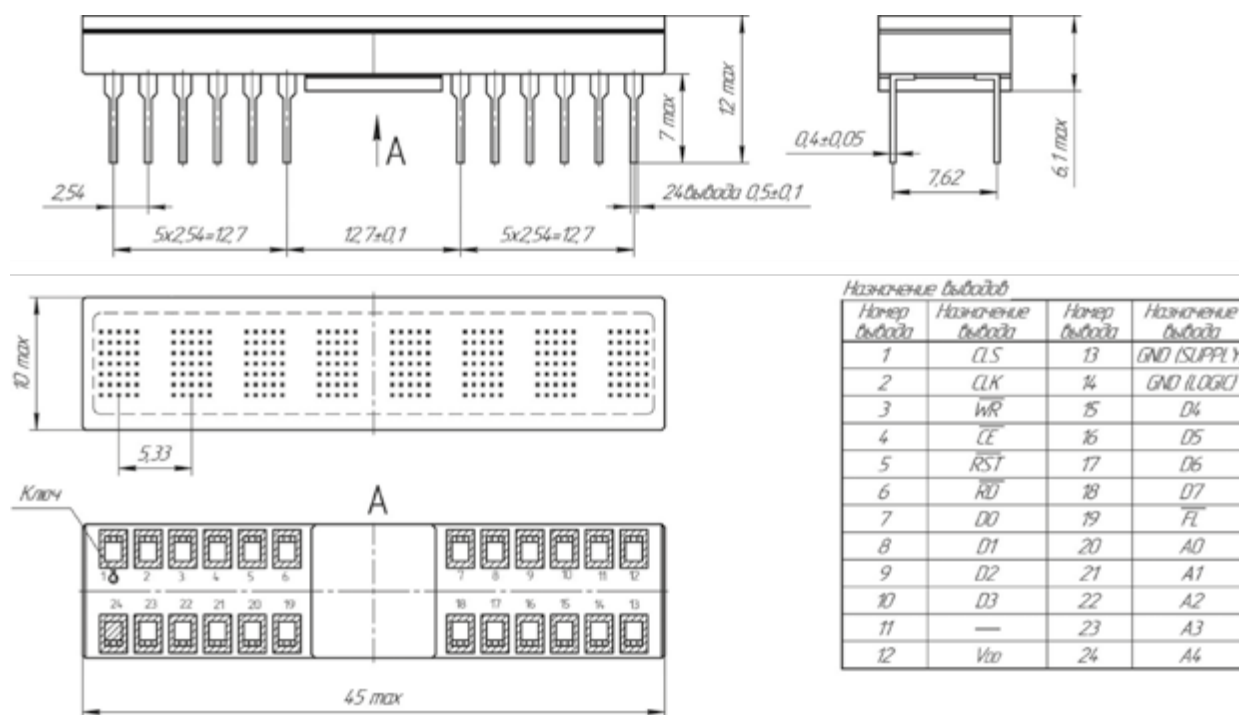 12 max
7 max
А
0,4±0,05
7,62
6,1 max
2,54
24 вывода 0,5±0,1
5x2,54=12,7
12,7±0,1
5x2,54=12,7
10 max
5,33
Назначение выводов
Номер вывода Назначение вывода Номер вывода Назначение вывода
1 CLS 13 GND (SUPPLY
2 CLK 14 GND (LOGIC)
3 W̅R̅ 15 D4
4 C̅E̅ 16 D5
5 R̅S̅T̅ 17 D6
6 R̅D̅ 18 D7
7 D0 19 F̅L̅
8 D1 20 A0
9 D2 21 A1
10 D3 22 A2
11 — 23 A3
12 VDD 24 A4
Ключ
А
1 2 3 4 5 6 7 8 9 10 11 12
24 23 22 21 20 19 18 17 16 15 14 13
45 max